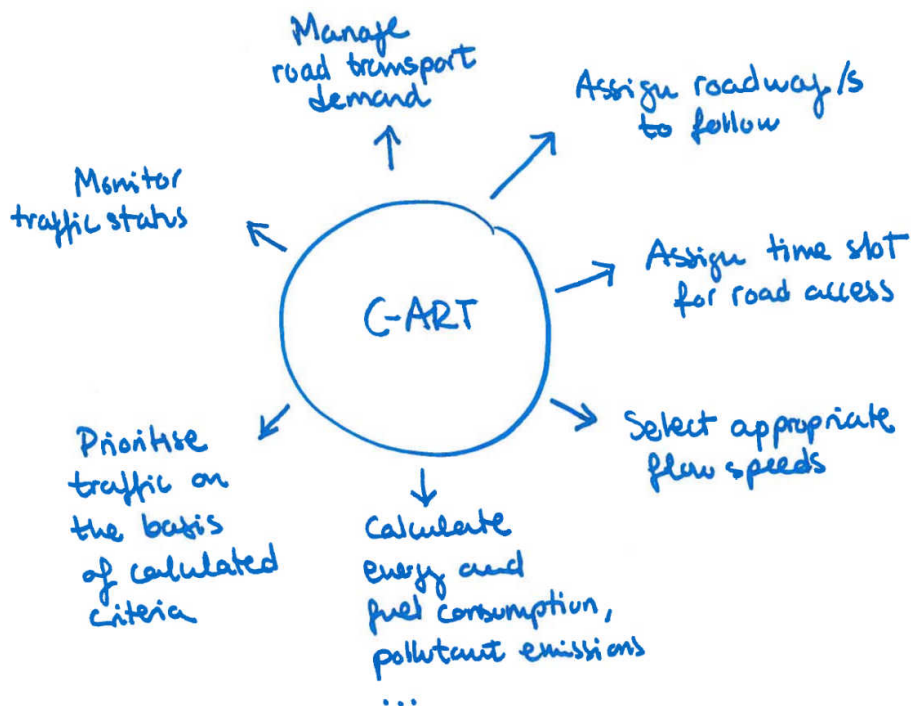 Manage
road transport
demand
Assign roadway/s
to follow
Monitor
traffic status
Assign time slot
for road access
C-ART
Select appropriate
flow speeds
Prioritise
traffic on
the basis
of calculated
criteria
Calculate
energy and
fuel consumption,
pollutant emissions
...